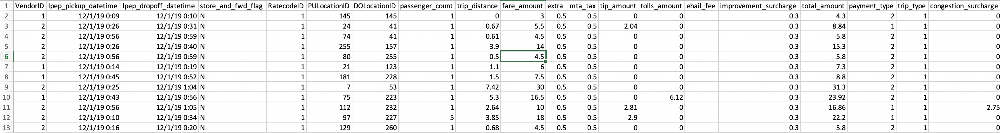 1 VendorID lpep_pickup_datetime lpep_dropoff_datetime store_and_fwd_flag RatecodeID PULocationID DOLocationID passenger_count trip_distance fare_amount extra mta_tax tip_amount tolls_amount ehail_fee improvement_surcharge total_amount payment_type trip_type congestion_surcharge
2 1 12/1/19 0:09 12/1/19 0:10 N 1 145 145 1 0 3 0.5 0.5 0 0 0.3 4.3 2 1 0
3 2 12/1/19 0:26 12/1/19 0:31 N 1 24 41 1 0.67 5.5 0.5 0.5 2.04 0 0.3 8.84 1 1 0
4 2 12/1/19 0:56 12/1/19 0:59 N 1 74 41 1 0.61 4.5 0.5 0.5 0 0 0.3 5.8 2 1 0
5 2 12/1/19 0:26 12/1/19 0:40 N 1 255 157 1 3.9 14 0.5 0.5 0 0 0.3 15.3 2 1 0
6 2 12/1/19 0:56 12/1/19 0:59 N 1 80 255 1 0.5 4.5 0.5 0.5 0 0 0.3 5.8 2 1 0
7 1 12/1/19 0:14 12/1/19 0:19 N 1 21 123 1 1.1 6 0.5 0.5 0 0 0.3 7.3 2 1 0
8 1 12/1/19 0:45 12/1/19 0:52 N 1 181 228 1 1.5 7.5 0.5 0.5 0 0 0.3 8.8 2 1 0
9 2 12/1/19 0:25 12/1/19 1:04 N 1 7 53 1 7.42 30 0.5 0.5 0 0 0.3 31.3 2 1 0
10 1 12/1/19 0:43 12/1/19 0:56 N 1 75 223 1 5.3 16.5 0.5 0.5 0 6.12 0.3 23.92 2 1 0
11 2 12/1/19 0:56 12/1/19 1:05 N 1 112 232 1 2.64 10 0.5 0.5 2.81 0 0.3 16.86 1 1 2.75
12 2 12/1/19 0:10 12/1/19 0:34 N 1 97 227 5 3.85 18 0.5 0.5 2.9 0 0.3 22.2 1 1 0
13 2 12/1/19 0:16 12/1/19 0:20 N 1 129 260 1 0.68 4.5 0.5 0.5 0 0 0.3 5.8 2 1 0